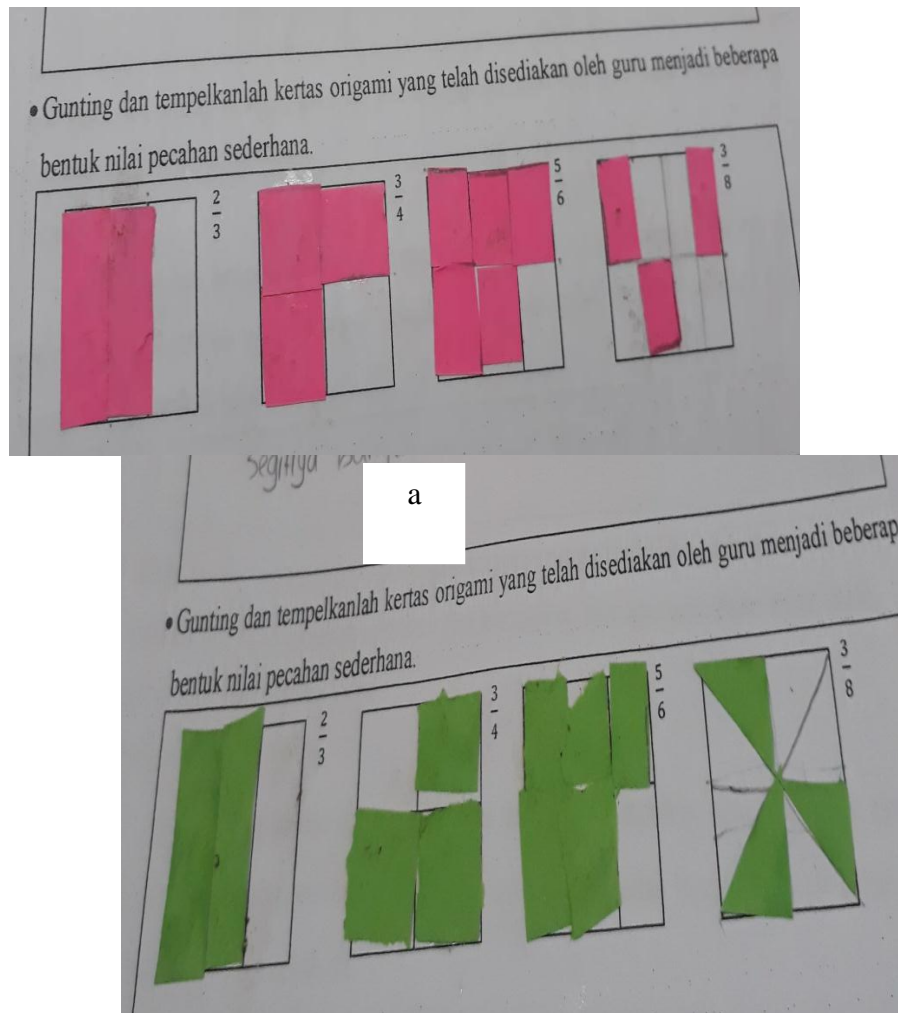 • Gunting dan tempelkanlah kertas origami yang telah disediakan oleh guru menjadi beberapa
bentuk nilai pecahan sederhana.
2/3 3/4 5/6 3/8
a
• Gunting dan tempelkanlah kertas origami yang telah disediakan oleh guru menjadi beberap
bentuk nilai pecahan sederhana.
2/3 3/4 5/6 3/8